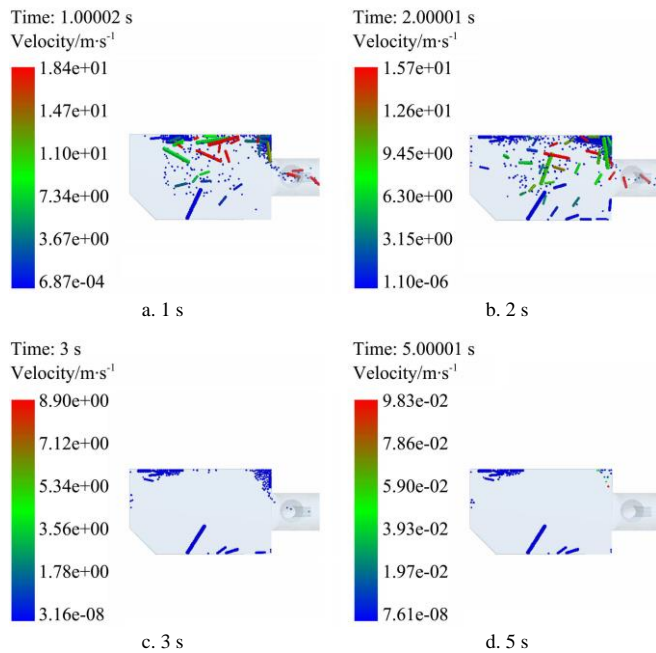 Time: 1.00002 s
Velocity/m·s⁻¹
1.84e+01
1.47e+01
1.10e+01
7.34e+00
3.67e+00
6.87e-04
a. 1 s
Time: 2.00001 s
Velocity/m·s⁻¹
1.57e+01
1.26e+01
9.45e+00
6.30e+00
3.15e+00
1.10e-06
b. 2 s
Time: 3 s
Velocity/m·s⁻¹
8.90e+00
7.12e+00
5.34e+00
3.56e+00
1.78e+00
3.16e-08
c. 3 s
Time: 5.00001 s
Velocity/m·s⁻¹
9.83e-02
7.86e-02
5.90e-02
3.93e-02
1.97e-02
7.61e-08
d. 5 s